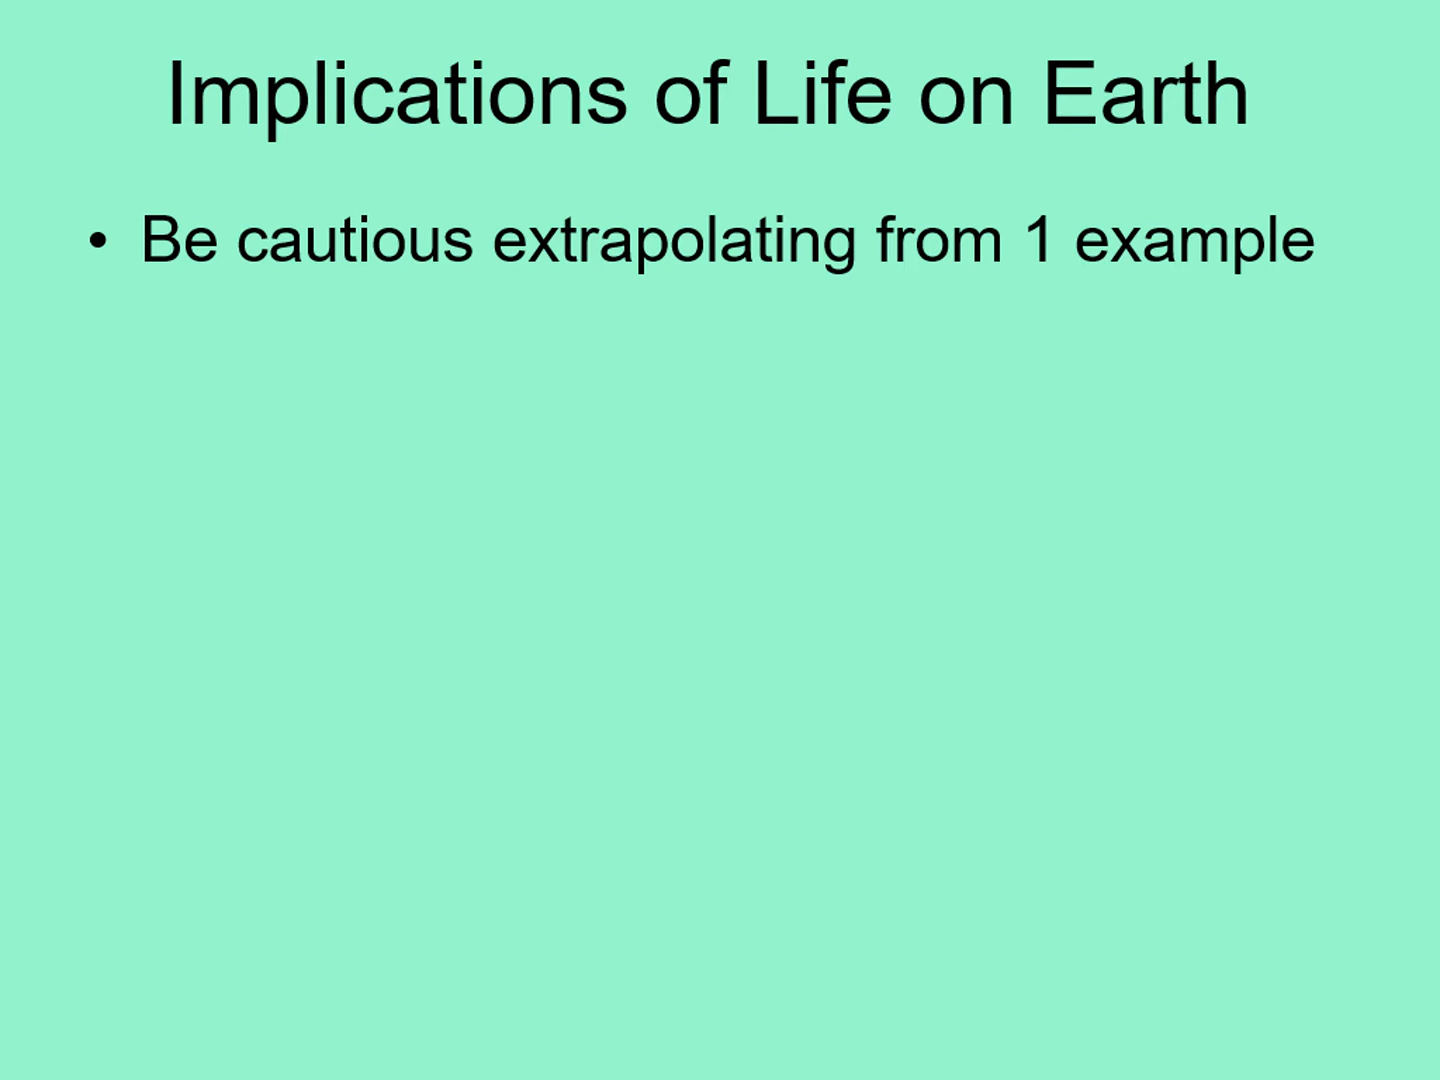 Implications of Life on Earth
• Be cautious extrapolating from 1 example